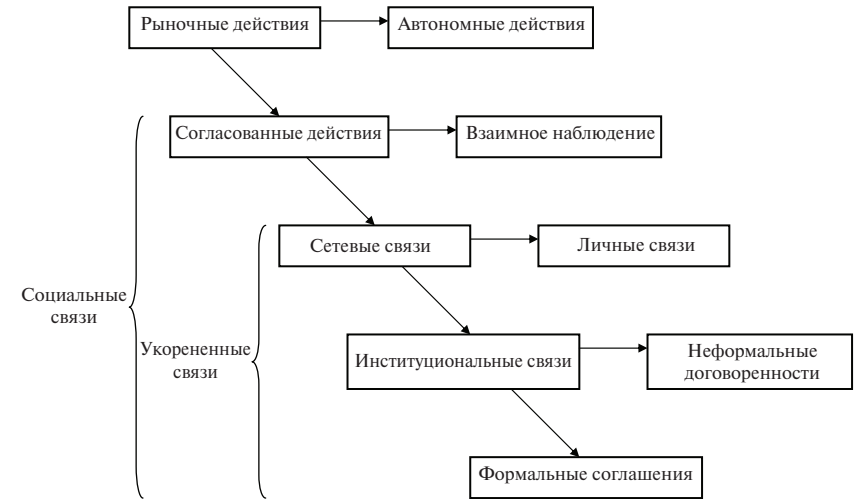 Рыночные действия
Автономные действия
Согласованные действия
Взаимное наблюдение
Сетевые связи
Личные связи
Социальные
связи
Укорененные
связи
Институциональные связи
Неформальные
договоренности
Формальные соглашения